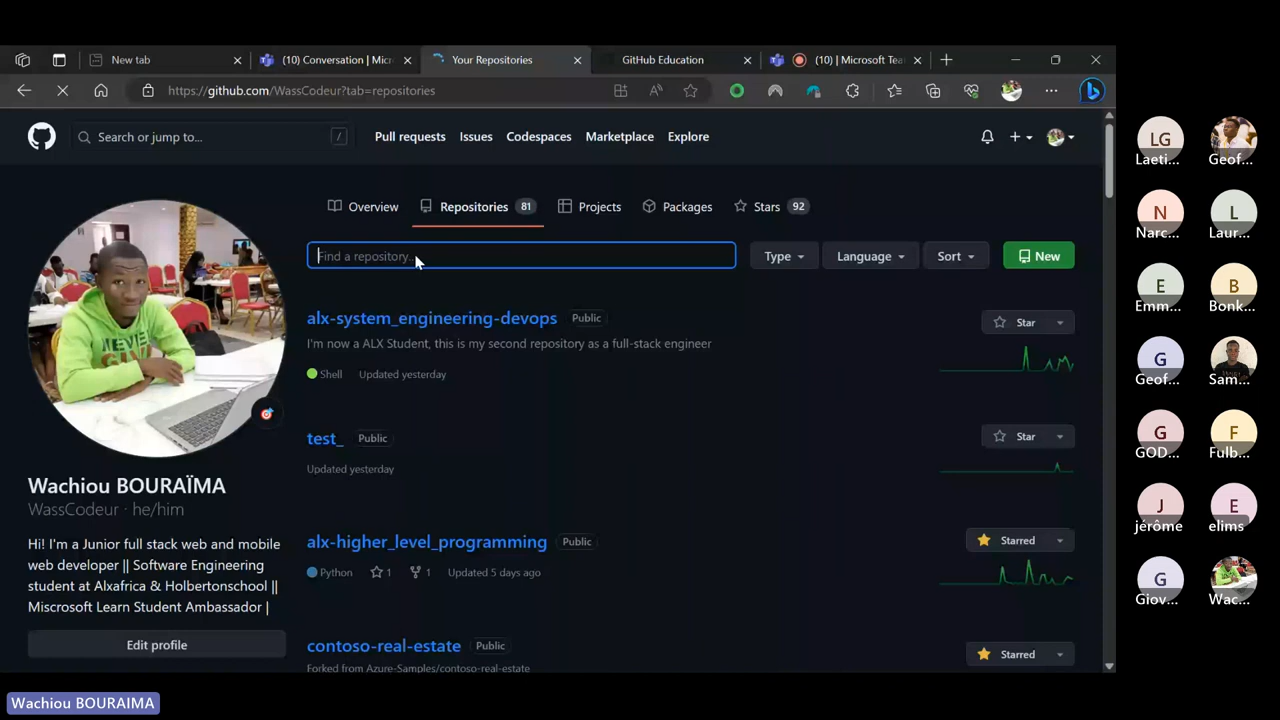 New tab
(10) Conversation | Micr
Your Repositories
GitHub Education
(10) | Microsoft Tea
https://github.com/WassCodeur?tab=repositories
Search or jump to...
/
Pull requests
Issues
Codespaces
Marketplace
Explore
Overview
Repositories 81
Projects
Packages
Stars 92
Find a repository...
Type
Language
Sort
New
alx-system_engineering-devops Public
Star
I'm now a ALX Student, this is my second repository as a full-stack engineer
Shell Updated yesterday
test_ Public
Star
Updated yesterday
alx-higher_level_programming Public
Starred
Python 1 1 Updated 5 days ago
contoso-real-estate Public
Starred
Forked from Azure-Samples/contoso-real-estate
NEVER
GIV
Wachiou BOURAÏMA
WassCodeur · he/him
Hi! I'm a Junior full stack web and mobile
web developer || Software Engineering
student at Alxafrica & Holbertonschool ||
Miscrosoft Learn Student Ambassador |
Edit profile
LG
Laeti...
Geof...
N
Narc...
L
Laur...
E
Emm...
B
Bonk...
G
Geof...
Sam...
G
GOD...
F
Fulb...
J
jérôme
E
elims
G
Giov...
Wac...
Wachiou BOURAIMA